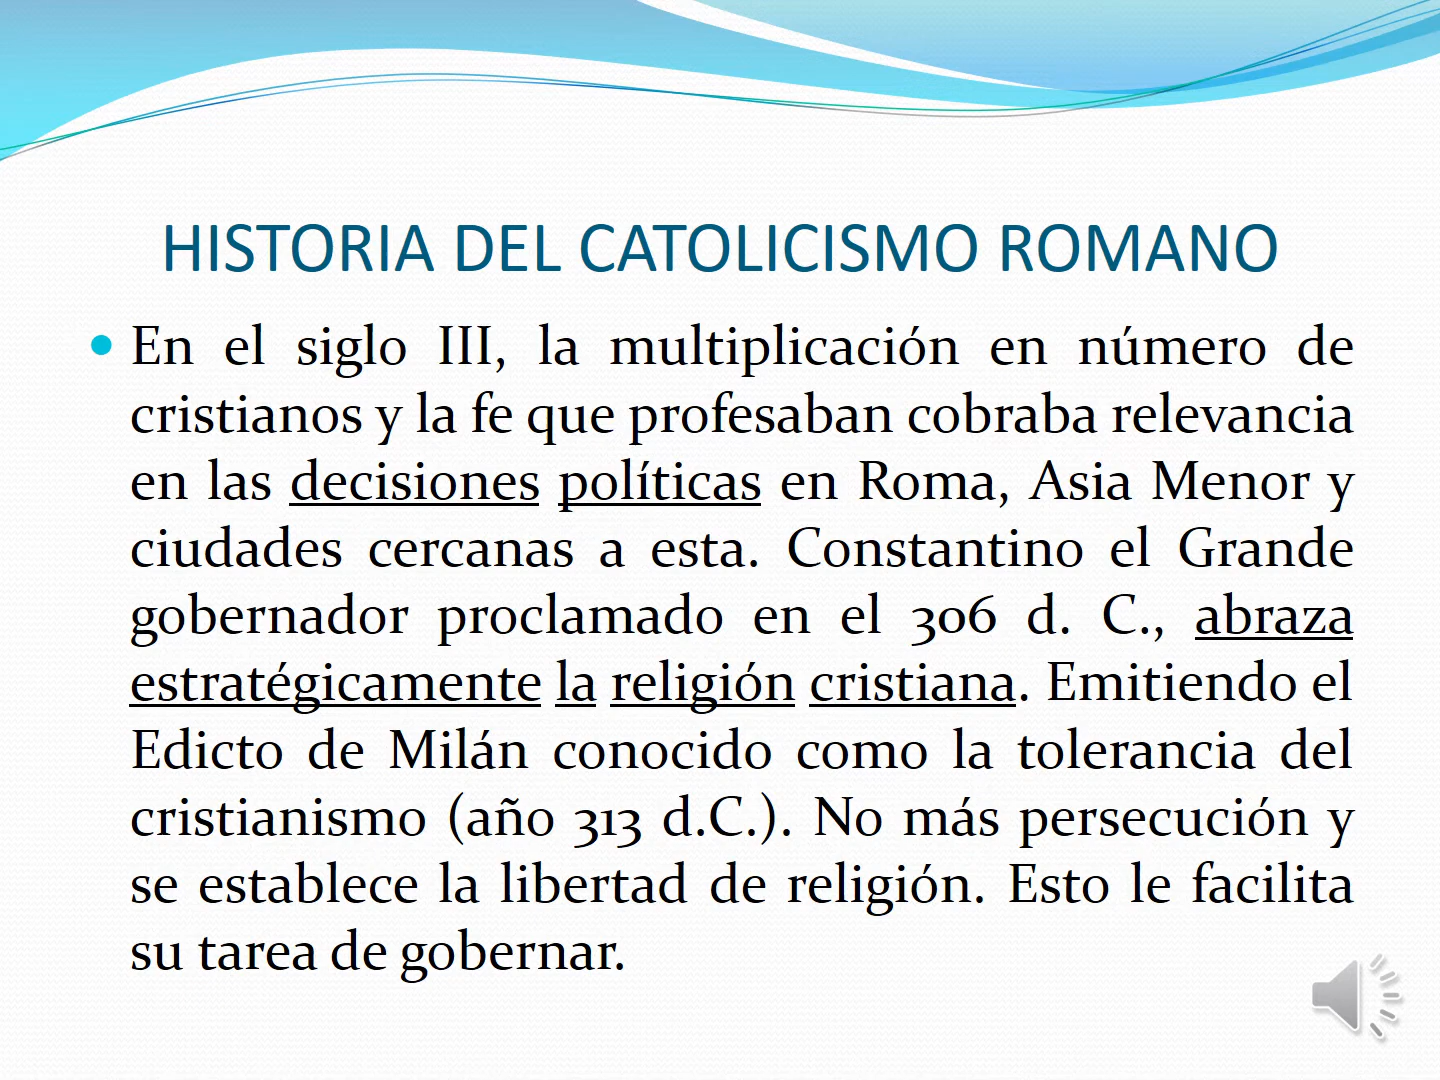 HISTORIA DEL CATOLICISMO ROMANO
• En el siglo III, la multiplicación en número de
cristianos y la fe que profesaban cobraba relevancia
en las decisiones políticas en Roma, Asia Menor y
ciudades cercanas a esta. Constantino el Grande
gobernador proclamado en el 306 d. C., abraza
estratégicamente la religión cristiana. Emitiendo el
Edicto de Milán conocido como la tolerancia del
cristianismo (año 313 d.C.). No más persecución y
se establece la libertad de religión. Esto le facilita
su tarea de gobernar.